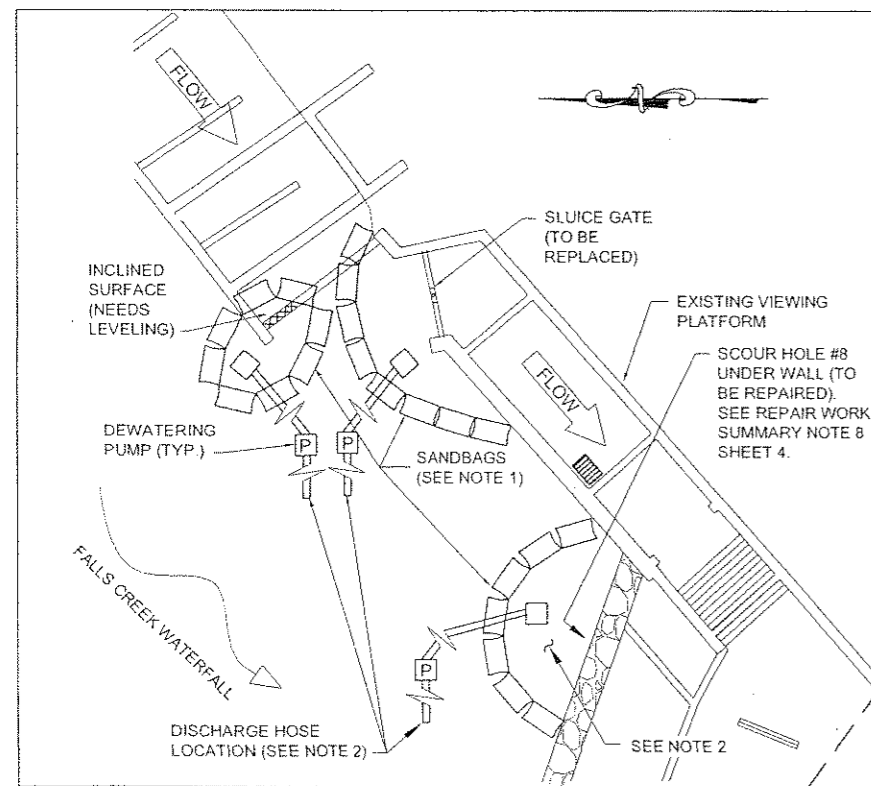 FLOW
SLUICE GATE
(TO BE
REPLACED)
INCLINED
SURFACE
(NEEDS
LEVELING)
EXISTING VIEWING
PLATFORM
SCOUR HOLE #8
UNDER WALL (TO
BE REPAIRED).
SEE REPAIR WORK
SUMMARY NOTE 8
SHEET 4.
FLOW
DEWATERING
PUMP (TYP.)
P
P
SANDBAGS
(SEE NOTE 1)
FALLS CREEK WATERFALL
P
DISCHARGE HOSE
LOCATION (SEE NOTE 2)
SEE NOTE 2